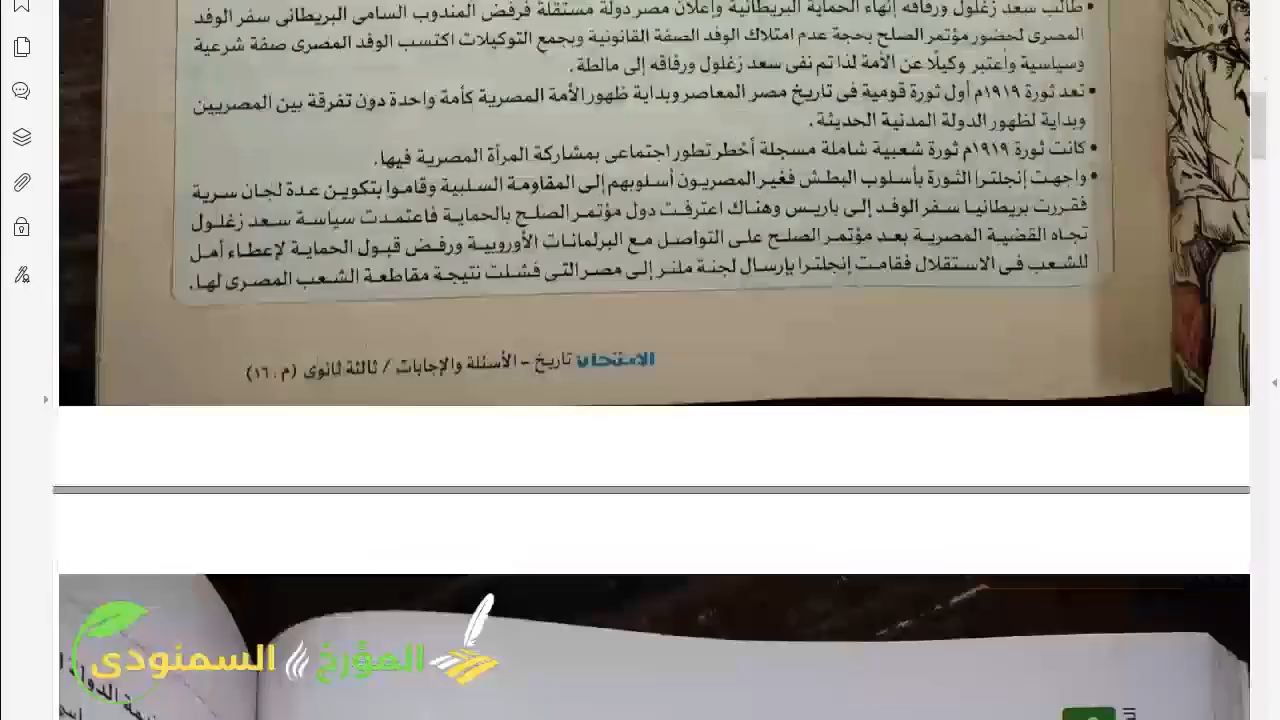 • طالب سعد زغلول ورفاقه إنهاء الحماية البريطانية وإعلان مصر دولة مستقلة فرفض المندوب السامى البريطانى سفر الوفد
المصرى لحضور مؤتمر الصلح بحجة عدم امتلاك الوفد الصفة القانونية وبجمع التوكيلات اكتسب الوفد المصرى صفة شرعية
وسياسية وأعتبر وكيلًا عن الأمة لذا تم نفى سعد زغلول ورفاقه إلى مالطة.
• تعد ثورة ١٩١٩م أول ثورة قومية فى تاريخ مصر المعاصر وبداية ظهور الأمة المصرية كأمة واحدة دون تفرقة بين المصريين
وبداية لظهور الدولة المدنية الحديثة.
• كانت ثورة ١٩١٩م ثورة شعبية شاملة مسجلة أخطر تطور اجتماعى بمشاركة المرأة المصرية فيها.
• واجهت إنجلترا الثورة بأسلوب البطش فغير المصريون أسلوبهم إلى المقاومة السلبية وقاموا بتكوين عدة لجان سرية
فقررت بريطانيا سفر الوفد إلى باريس وهناك اعترفت دول مؤتمر الصلح بالحماية فاعتمدت سياسة سعد زغلول
تجاه القضية المصرية بعد مؤتمر الصلح على التواصل مع البرلمانات الأوروبية ورفض قبول الحماية لإعطاء أمل
للشعب فى الاستقلال فقامت إنجلترا بإرسال لجنة ملنر إلى مصر التى فشلت نتيجة مقاطعة الشعب المصرى لها.
الامتحان تاريخ - الأسئلة والإجابات / ثالثة ثانوى (م.١٦)
المؤرخ السمنودى